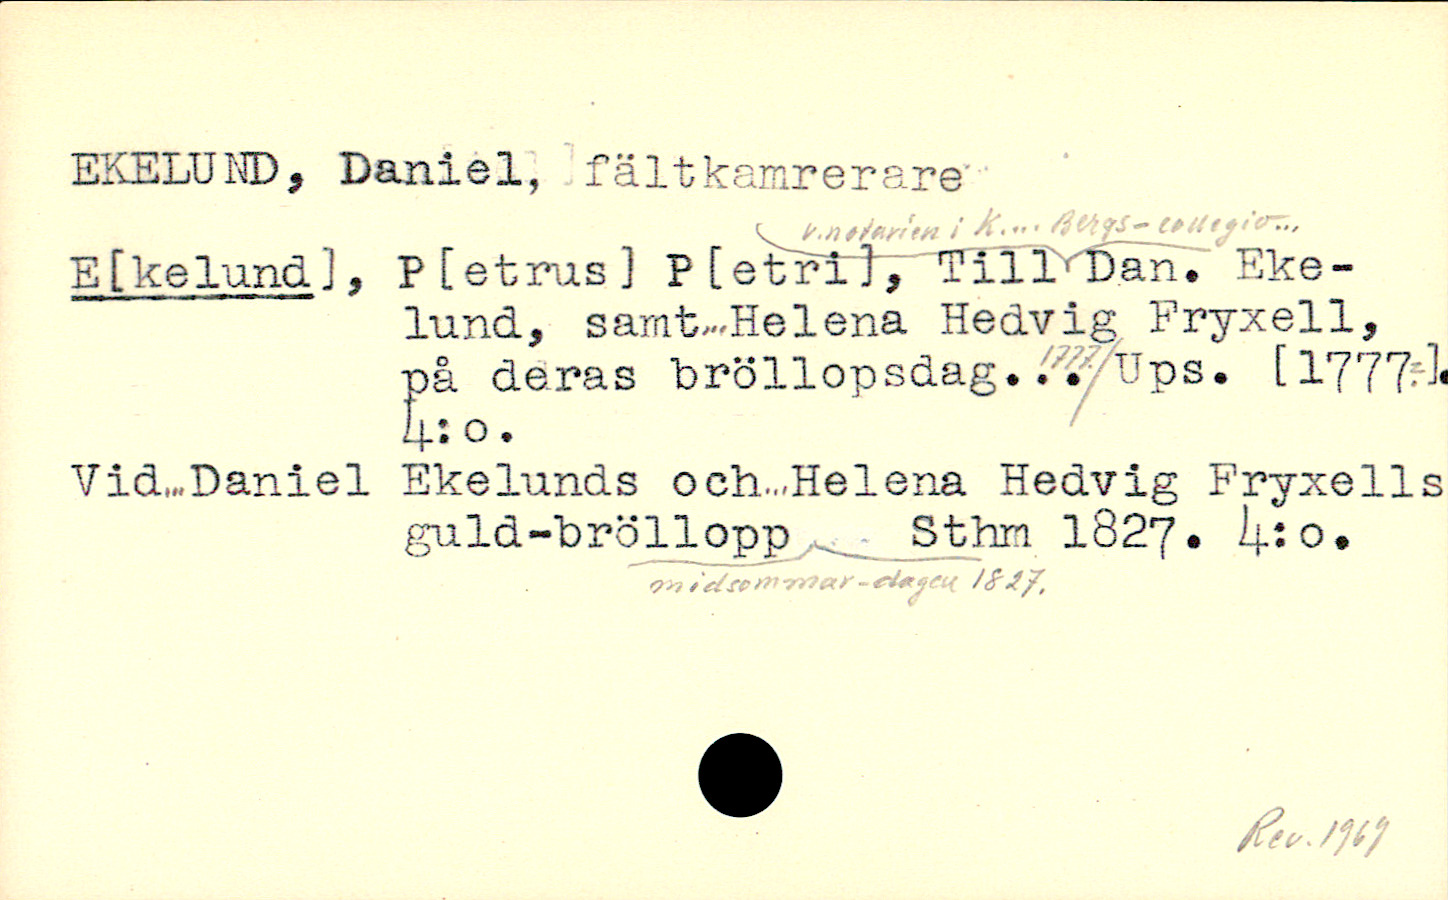 EKELUND, Daniel, fältkamrerare
v. notarien i K... Bergs-collegio...
E[kelund], P[etrus] P[etri], Till Dan. Eke-
lund, samt...Helena Hedvig Fryxell,
på deras bröllopsdag... 1777./ Ups. [1777].
4:o.
Vid...Daniel Ekelunds och...Helena Hedvig Fryxells
guld-bröllopp Sthm 1827. 4:o.
midsommar-dagen 1827.
Rev. 1969